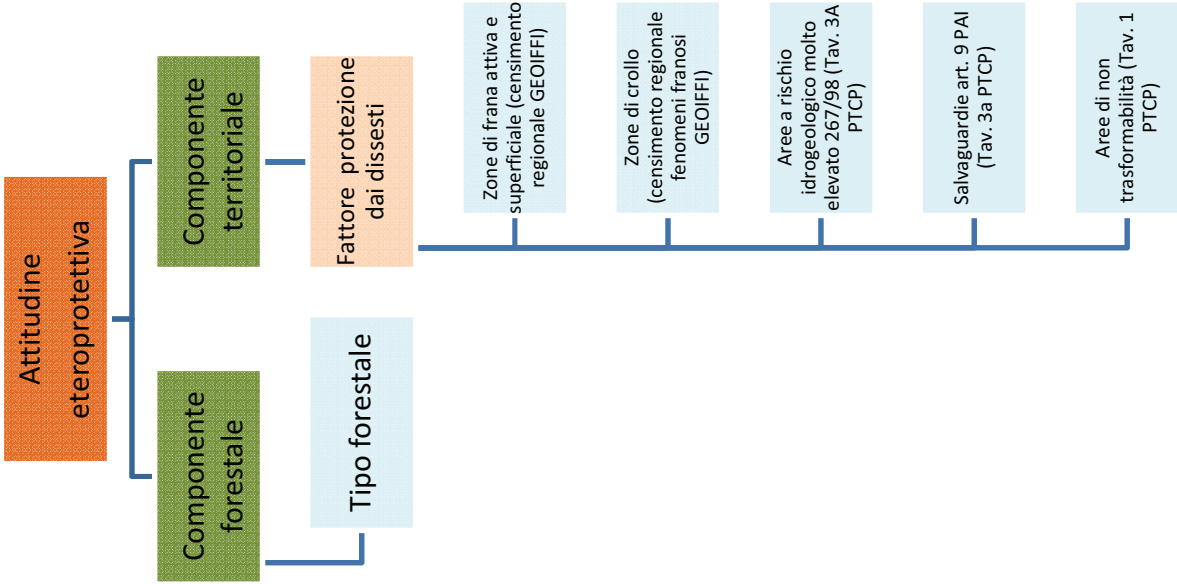 Attitudine
eteroprotettiva
Componente
forestale
Tipo forestale
Componente
territoriale
Fattore protezione
dai dissesti
Zone di frana attiva e
superficiale (censimento
regionale GEOIFFI)
Zone di crollo
(censimento regionale
fenomeni franosi
GEOIFFI)
Aree a rischio
idrogeologico molto
elevato 267/98 (Tav. 3A
PTCP)
Salvaguardie art. 9 PAI
(Tav. 3a PTCP)
Aree di non
trasformabilità (Tav. 1
PTCP)